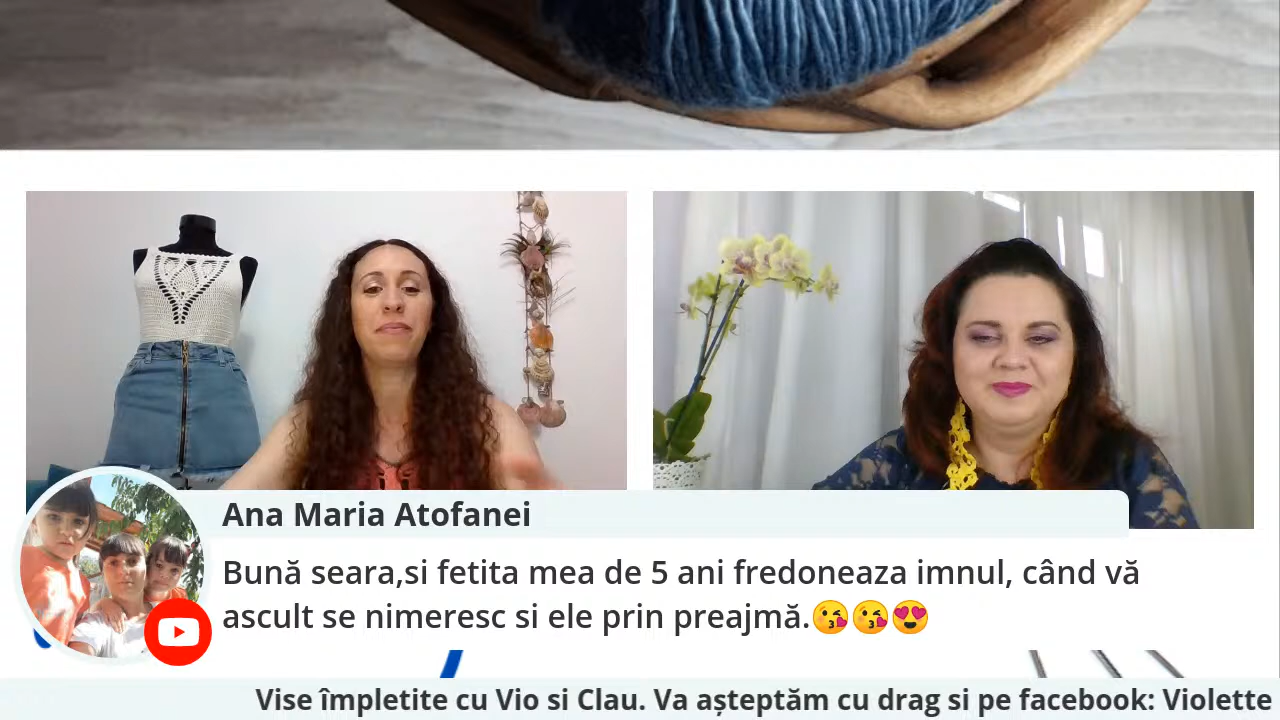 Ana Maria Atofanei
Bună seara,si fetita mea de 5 ani fredoneaza imnul, când vă
ascult se nimeresc si ele prin preajmă.😘😘😍
Vise împletite cu Vio si Clau. Va așteptăm cu drag si pe facebook: Violette